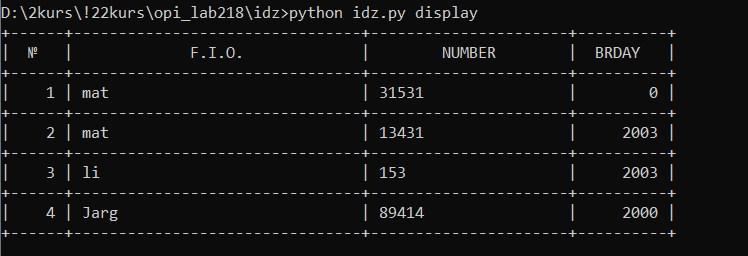 D:\2kurs\!22kurs\opi_lab218\idz>python idz.py display
+------+------------------------------+--------------------+----------+
|  №   |            F.I.O.            |       NUMBER       |  BRDAY   |
+------+------------------------------+--------------------+----------+
|    1 | mat                          | 31531              |        0 |
+------+------------------------------+--------------------+----------+
|    2 | mat                          | 13431              |     2003 |
+------+------------------------------+--------------------+----------+
|    3 | li                           | 153                |     2003 |
+------+------------------------------+--------------------+----------+
|    4 | Jarg                         | 89414              |     2000 |
+------+------------------------------+--------------------+----------+